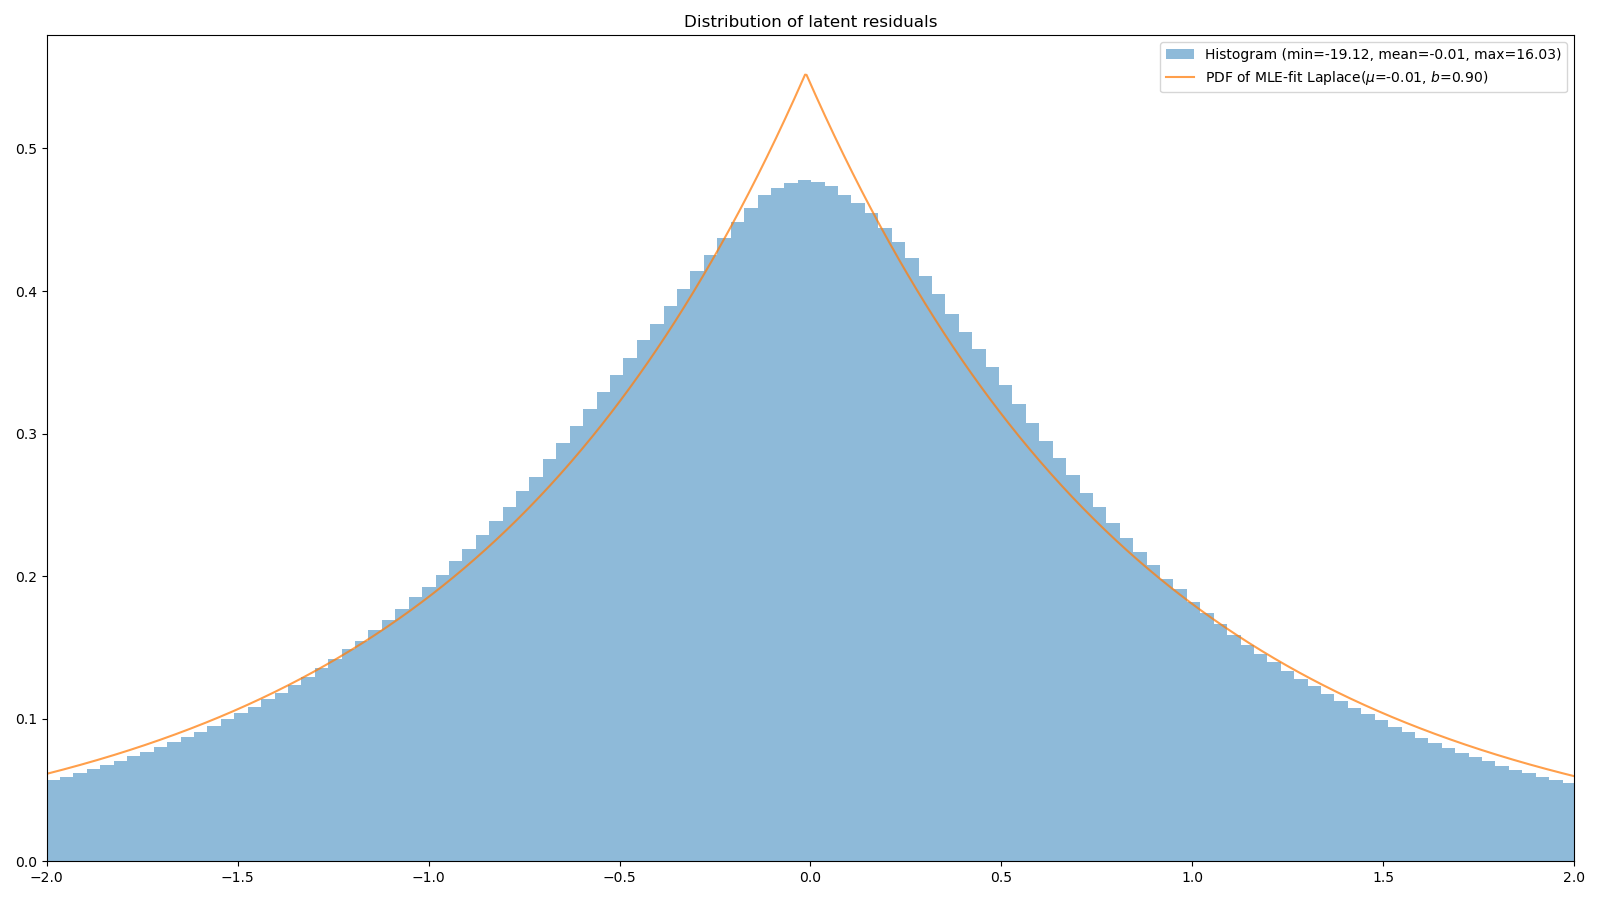 Distribution of latent residuals
Histogram (min=-19.12, mean=-0.01, max=16.03)
PDF of MLE-fit Laplace(μ=-0.01, b=0.90)
0.5
0.4
0.3
0.2
0.1
0.0
−2.0 −1.5 −1.0 −0.5 0.0 0.5 1.0 1.5 2.0